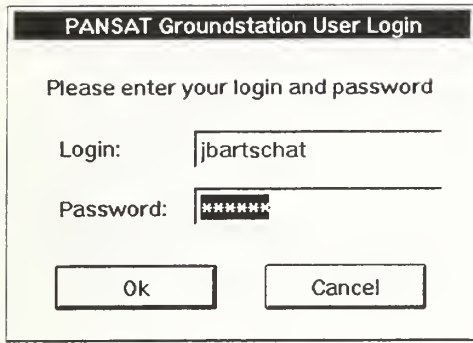 PANSAT Groundstation User Login
Please enter your login and password
Login: jbartschat
Password: ******
Ok Cancel